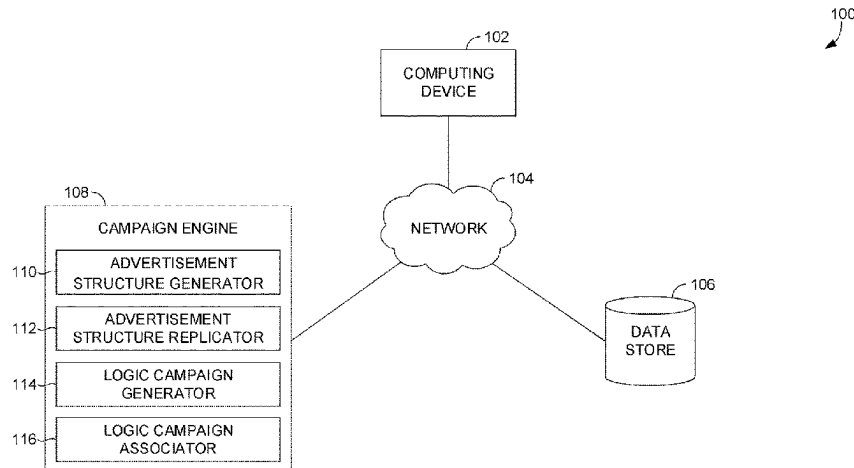 100
102
COMPUTING
DEVICE
104
NETWORK
108
CAMPAIGN ENGINE
110
ADVERTISEMENT
STRUCTURE GENERATOR
112
ADVERTISEMENT
STRUCTURE REPLICATOR
114
LOGIC CAMPAIGN
GENERATOR
116
LOGIC CAMPAIGN
ASSOCIATOR
106
DATA
STORE